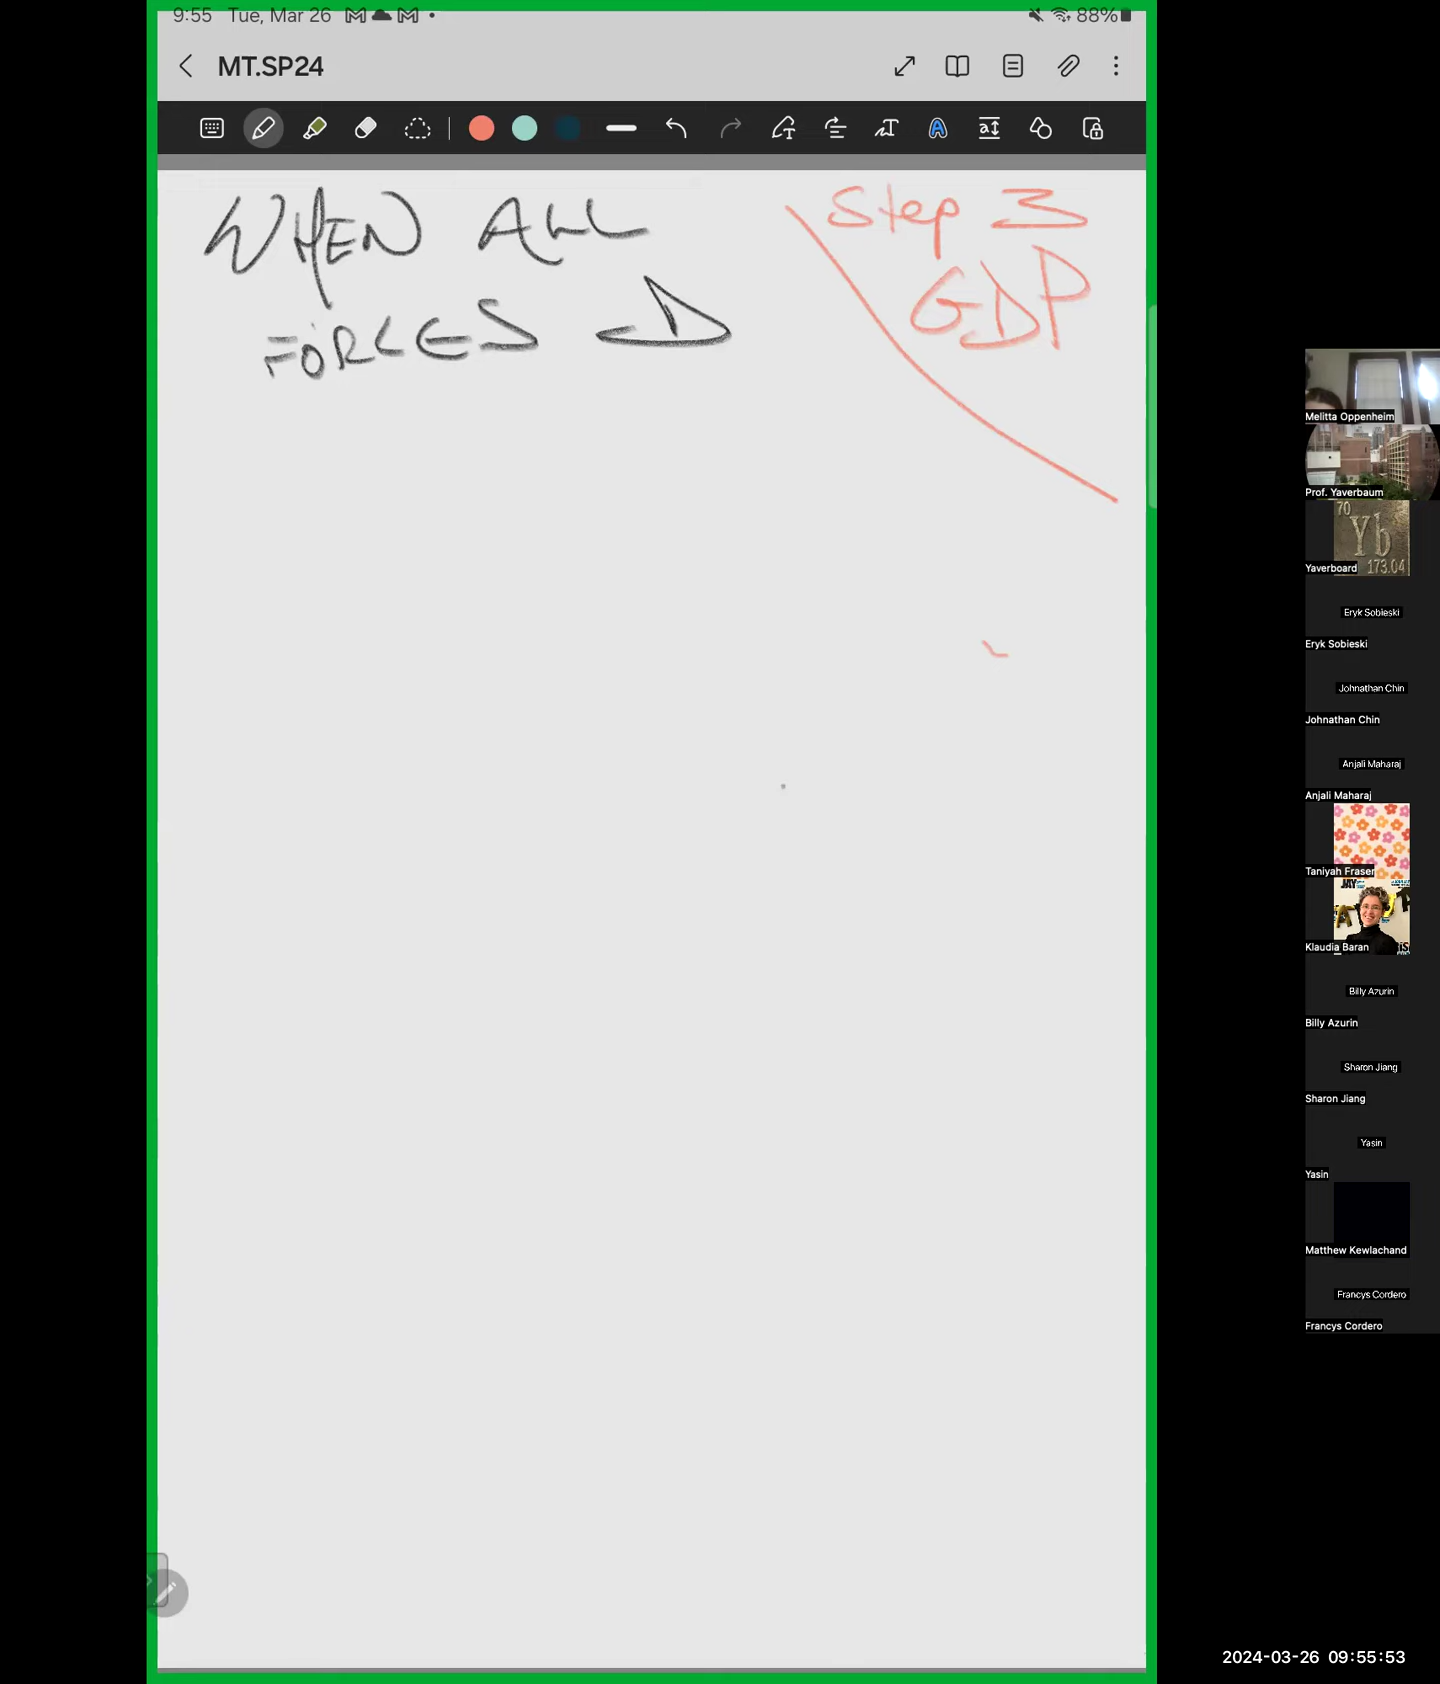 9:55 Tue, Mar 26 88%
MT.SP24
WHEN ALL
FORCES D
Step 3
GDP
Melitta Oppenheim
Prof. Yaverbaum
70
Yb
173.04
Yaverboard
Eryk Sobieski
Eryk Sobieski
Johnathan Chin
Johnathan Chin
Anjali Maharaj
Anjali Maharaj
Taniyah Fraser
JAY
Klaudia Baran
Billy Azurin
Billy Azurin
Sharon Jiang
Sharon Jiang
Yasin
Yasin
Matthew Kewlachand
Francys Cordero
Francys Cordero
2024-03-26 09:55:53